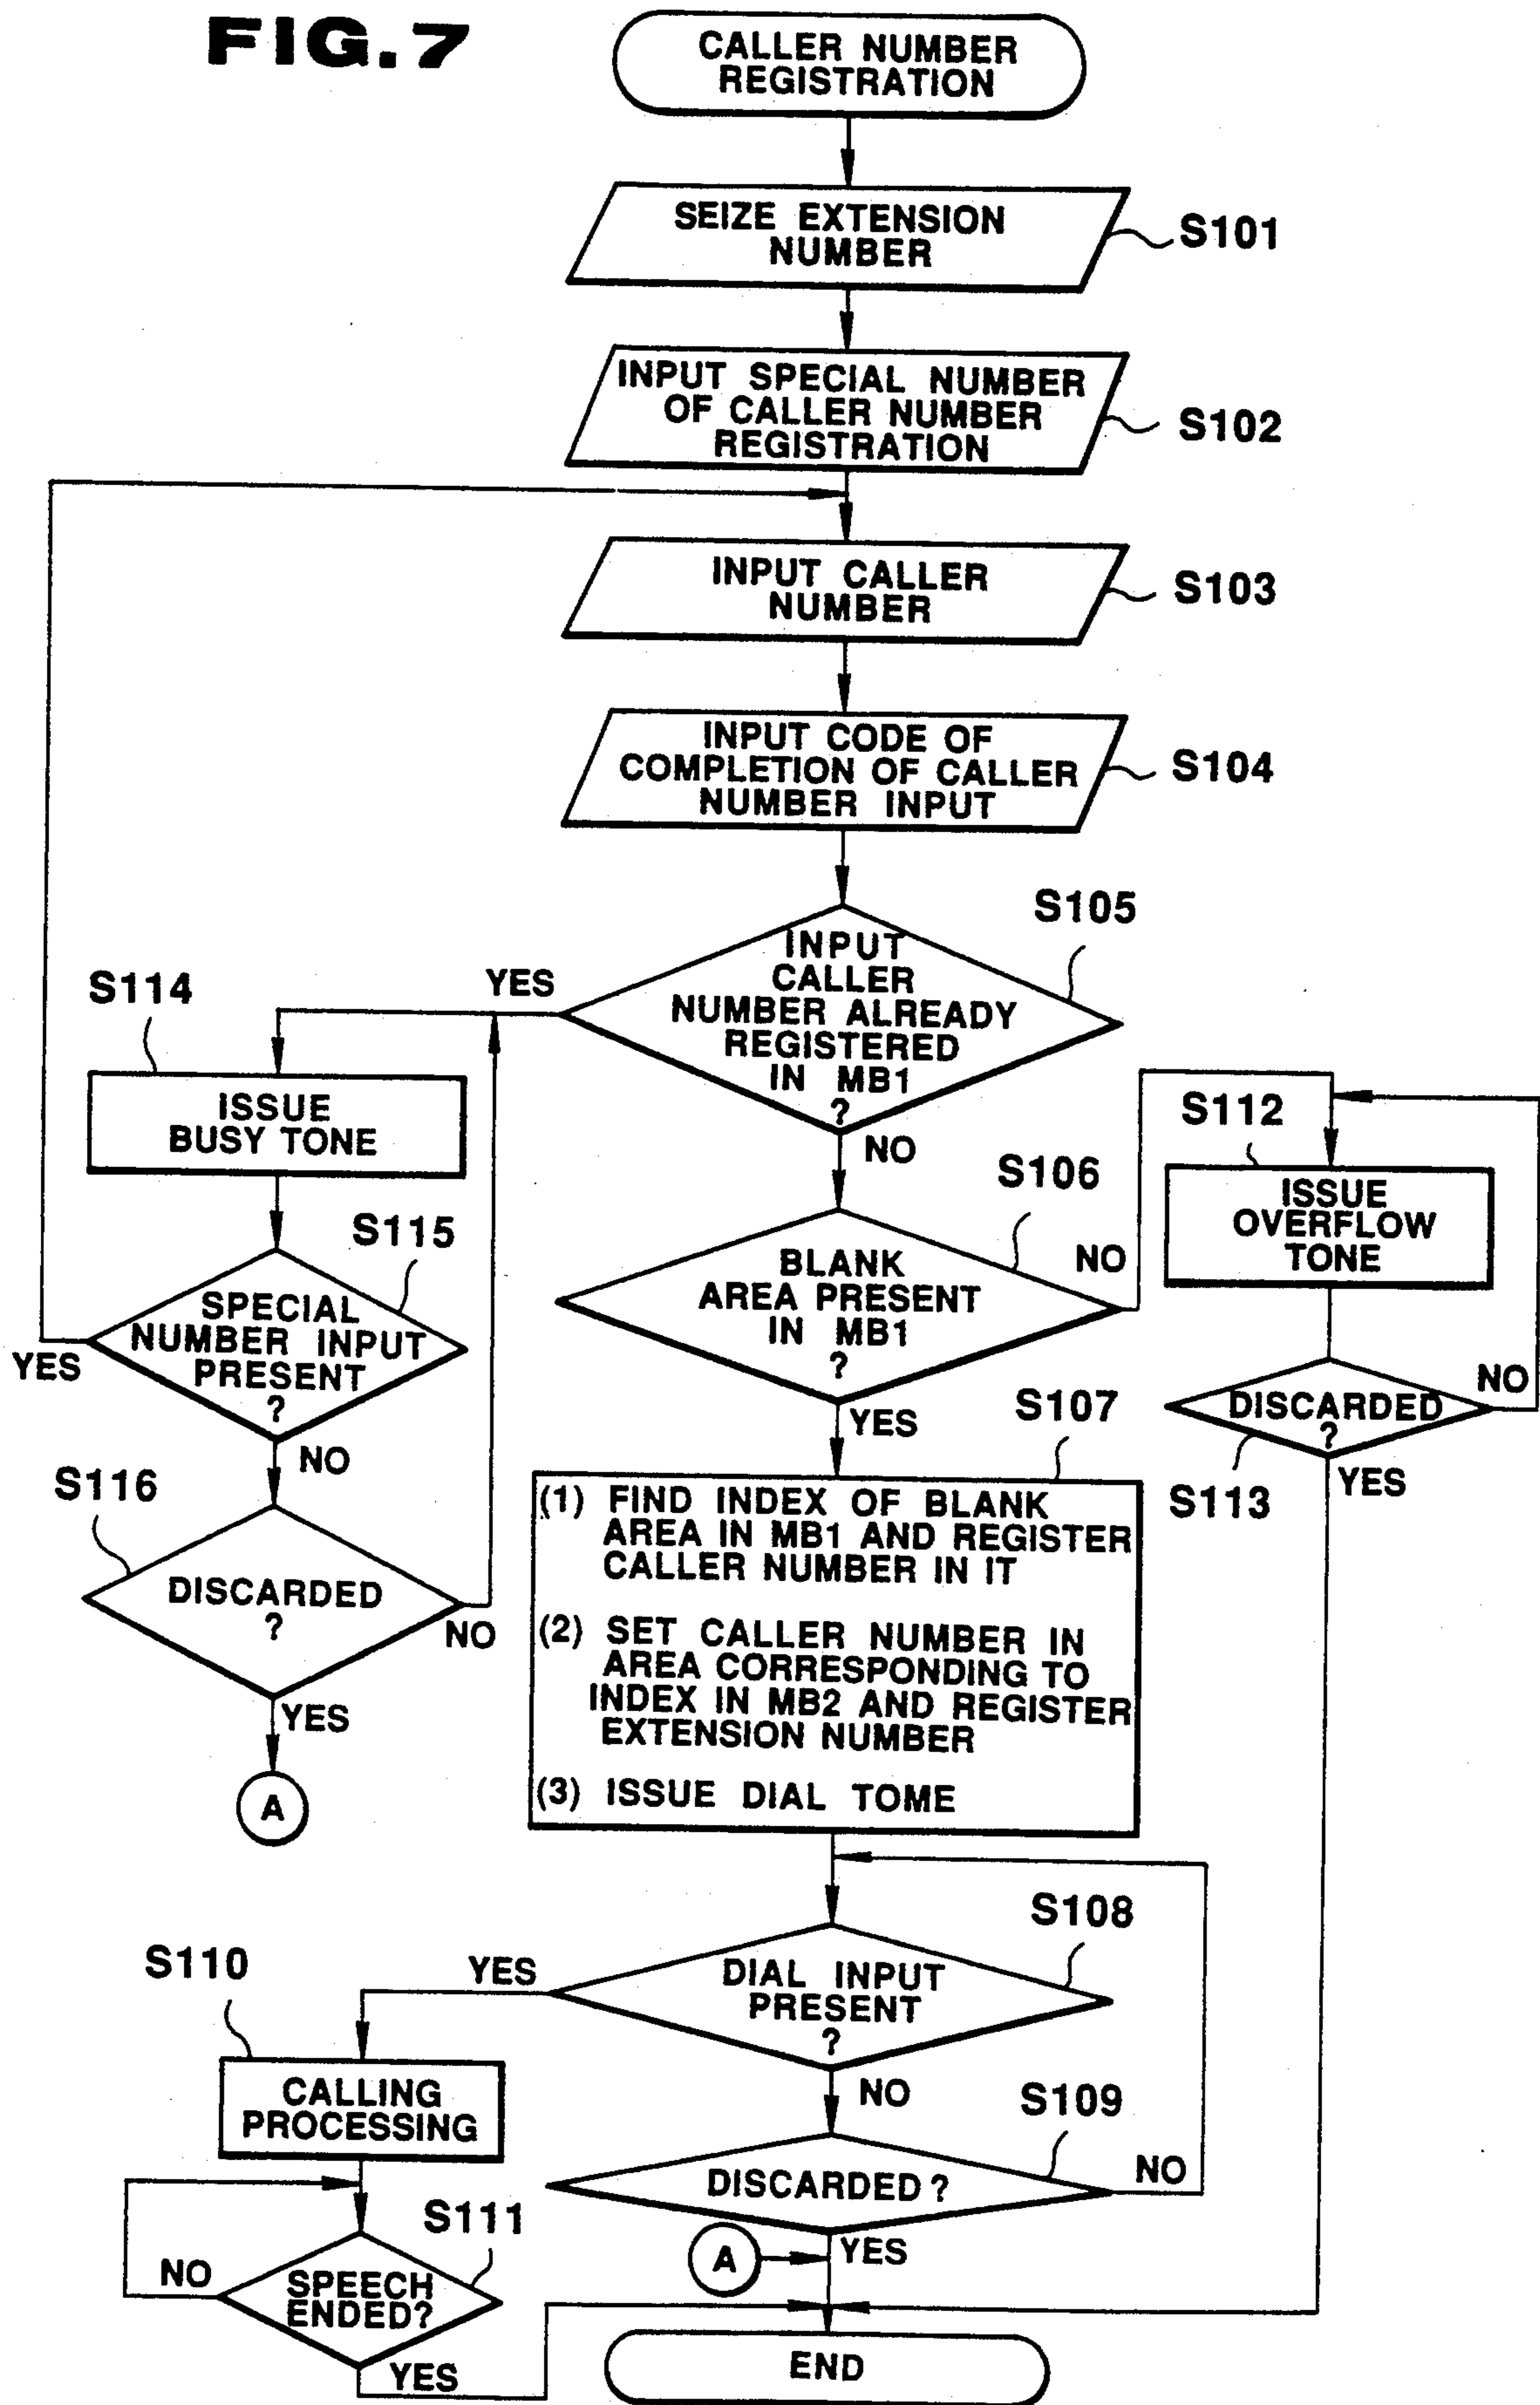 FIG.7
CALLER NUMBER
REGISTRATION
SEIZE EXTENSION
NUMBER
S101
INPUT SPECIAL NUMBER
OF CALLER NUMBER
REGISTRATION
S102
INPUT CALLER
NUMBER
S103
INPUT CODE OF
COMPLETION OF CALLER
NUMBER INPUT
S104
S105
INPUT
CALLER
NUMBER ALREADY
REGISTERED
IN MB1
?
YES
NO
S114
ISSUE
BUSY TONE
S115
SPECIAL
NUMBER INPUT
PRESENT
?
YES
NO
S116
DISCARDED
?
NO
YES
A
S106
BLANK
AREA PRESENT
IN MB1
?
NO
YES
S112
ISSUE
OVERFLOW
TONE
DISCARDED
?
NO
S113
YES
S107
(1) FIND INDEX OF BLANK
AREA IN MB1 AND REGISTER
CALLER NUMBER IN IT
(2) SET CALLER NUMBER IN
AREA CORRESPONDING TO
INDEX IN MB2 AND REGISTER
EXTENSION NUMBER
(3) ISSUE DIAL TOME
S108
DIAL INPUT
PRESENT
?
YES
NO
S110
CALLING
PROCESSING
S109
DISCARDED ?
NO
YES
A
S111
SPEECH
ENDED?
NO
YES
END